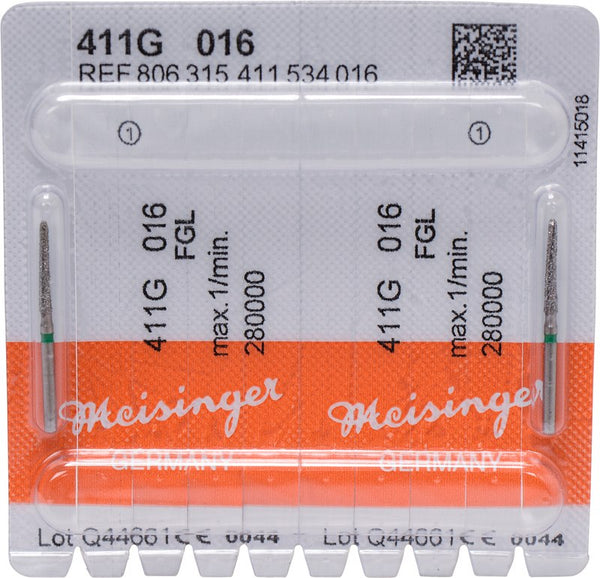 411G 016
REF 806 315 411 534 016
11415018
1
1
411G 016
FGL
max.1/min.
280000
411G 016
FGL
max.1/min.
280000
Meisinger
GERMANY
Meisinger
GERMANY
Lot Q44661 CE 0044
Lot Q44661 CE 0044